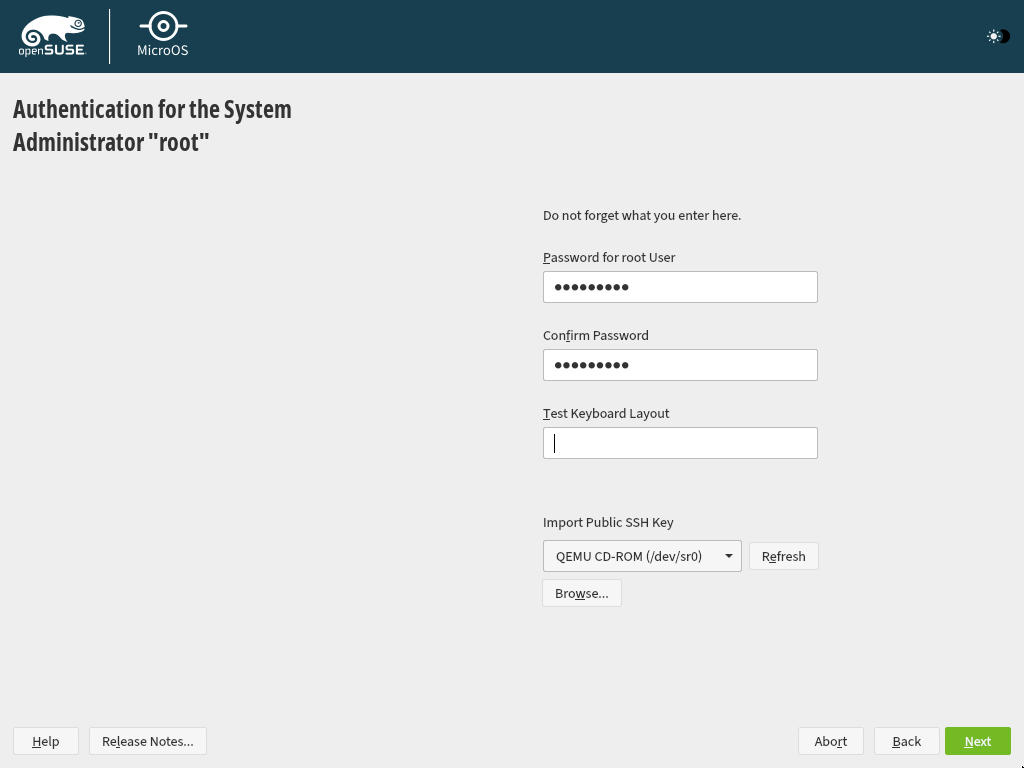 openSUSE
MicroOS
Authentication for the System
Administrator "root"
Do not forget what you enter here.
Password for root User
●●●●●●●●●
Confirm Password
●●●●●●●●●
Test Keyboard Layout
Import Public SSH Key
QEMU CD-ROM (/dev/sr0)
Refresh
Browse...
Help
Release Notes...
Abort
Back
Next